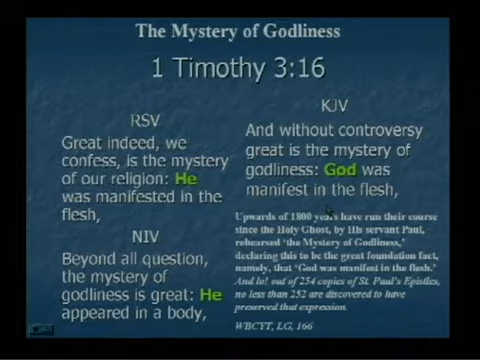 The Mystery of Godliness
1 Timothy 3:16
RSV
Great indeed, we
confess, is the mystery
of our religion: He
was manifested in the
flesh,
NIV
Beyond all question,
the mystery of
godliness is great: He
appeared in a body,
KJV
And without controversy
great is the mystery of
godliness: God was
manifest in the flesh,
Upwards of 1800 years have run their course
since the Holy Ghost, by His servant Paul,
rehearsed ‘the Mystery of Godliness,’
declaring this to be the great foundation fact,
namely, that ‘God was manifest in the flesh.’
And lo! out of 254 copies of St. Paul's Epistles,
no less than 252 are discovered to have
preserved that expression.
WBCYT, LG, 166